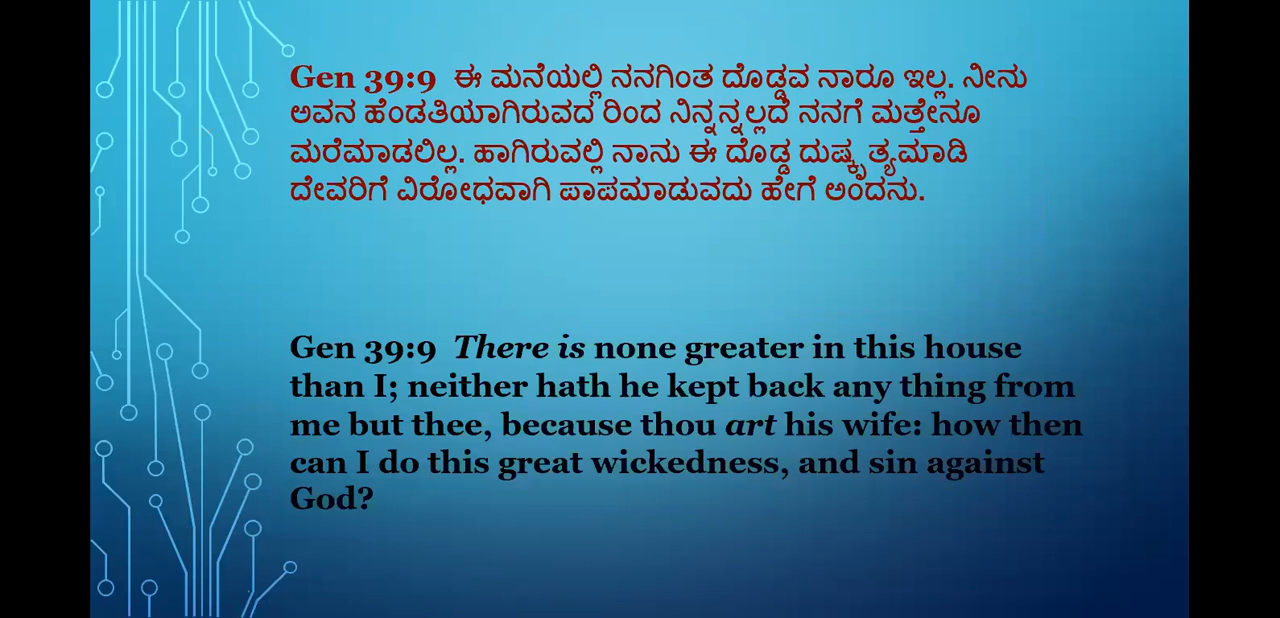 Gen 39:9 ಈ ಮನೆಯಲ್ಲಿ ನನಗಿಂತ ದೊಡ್ಡವ ನಾರೂ ಇಲ್ಲ. ನೀನು
ಅವನ ಹೆಂಡತಿಯಾಗಿರುವದ ರಿಂದ ನಿನ್ನನ್ನಲ್ಲದೆ ನನಗೆ ಮತ್ತೇನೂ
ಮರೆಮಾಡಲಿಲ್ಲ. ಹಾಗಿರುವಲ್ಲಿ ನಾನು ಈ ದೊಡ್ಡ ದುಷ್ಕೃತ್ಯಮಾಡಿ
ದೇವರಿಗೆ ವಿರೋಧವಾಗಿ ಪಾಪಮಾಡುವದು ಹೇಗೆ ಅಂದನು.
Gen 39:9 There is none greater in this house
than I; neither hath he kept back any thing from
me but thee, because thou art his wife: how then
can I do this great wickedness, and sin against
God?